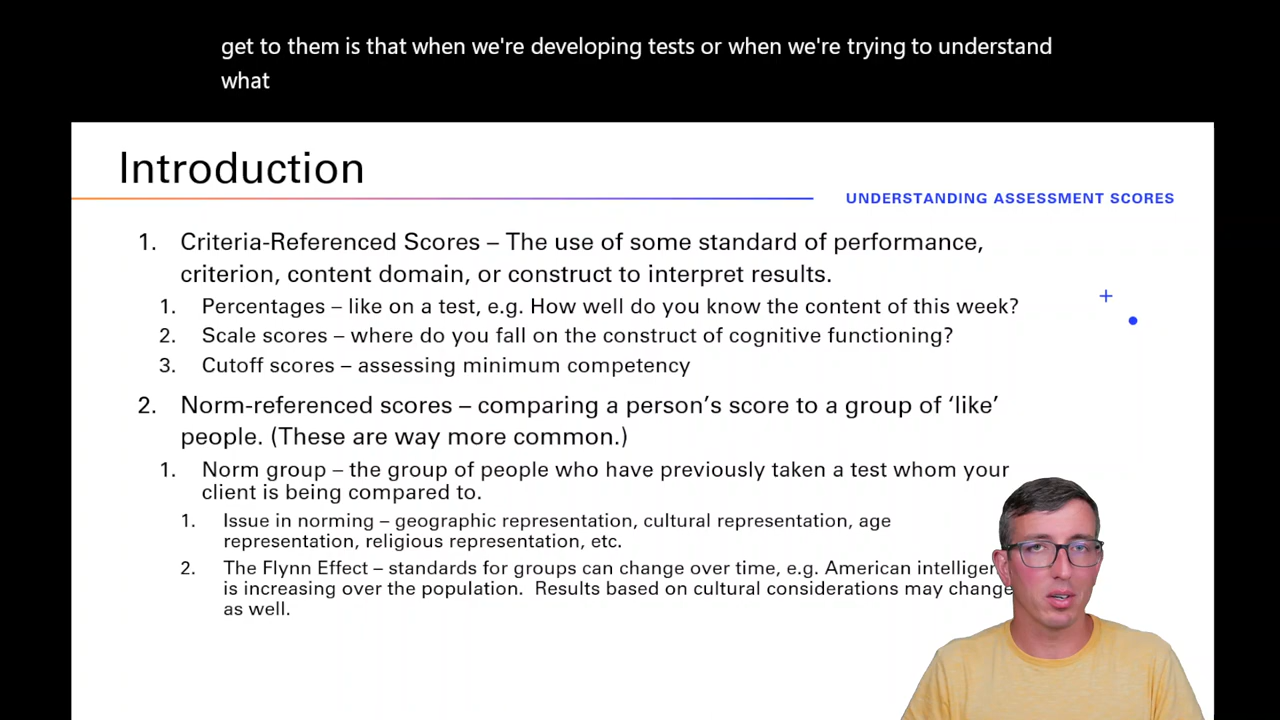 get to them is that when we're developing tests or when we're trying to understand
what
Introduction
UNDERSTANDING ASSESSMENT SCORES
1. Criteria-Referenced Scores – The use of some standard of performance,
criterion, content domain, or construct to interpret results.
1. Percentages – like on a test, e.g. How well do you know the content of this week?
2. Scale scores – where do you fall on the construct of cognitive functioning?
3. Cutoff scores – assessing minimum competency
2. Norm-referenced scores – comparing a person's score to a group of 'like'
people. (These are way more common.)
1. Norm group – the group of people who have previously taken a test whom your
client is being compared to.
1. Issue in norming – geographic representation, cultural representation, age
representation, religious representation, etc.
2. The Flynn Effect – standards for groups can change over time, e.g. American
is increasing over the population. Results based on cultural considerations may change
as well.